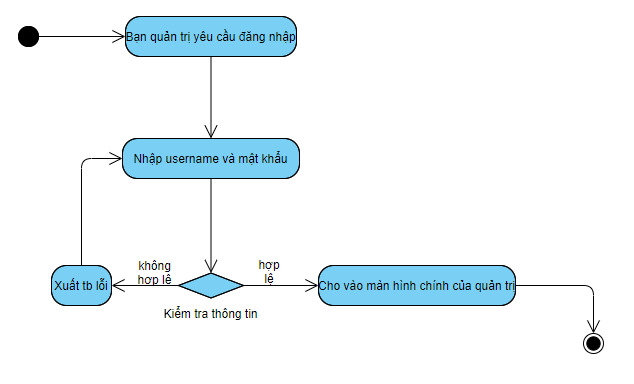 Bạn quản trị yêu cầu đăng nhập
Nhập username và mật khẩu
không
hợp lệ
hợp
lệ
Xuất tb lỗi
Cho vào màn hình chính của quản trị
Kiểm tra thông tin